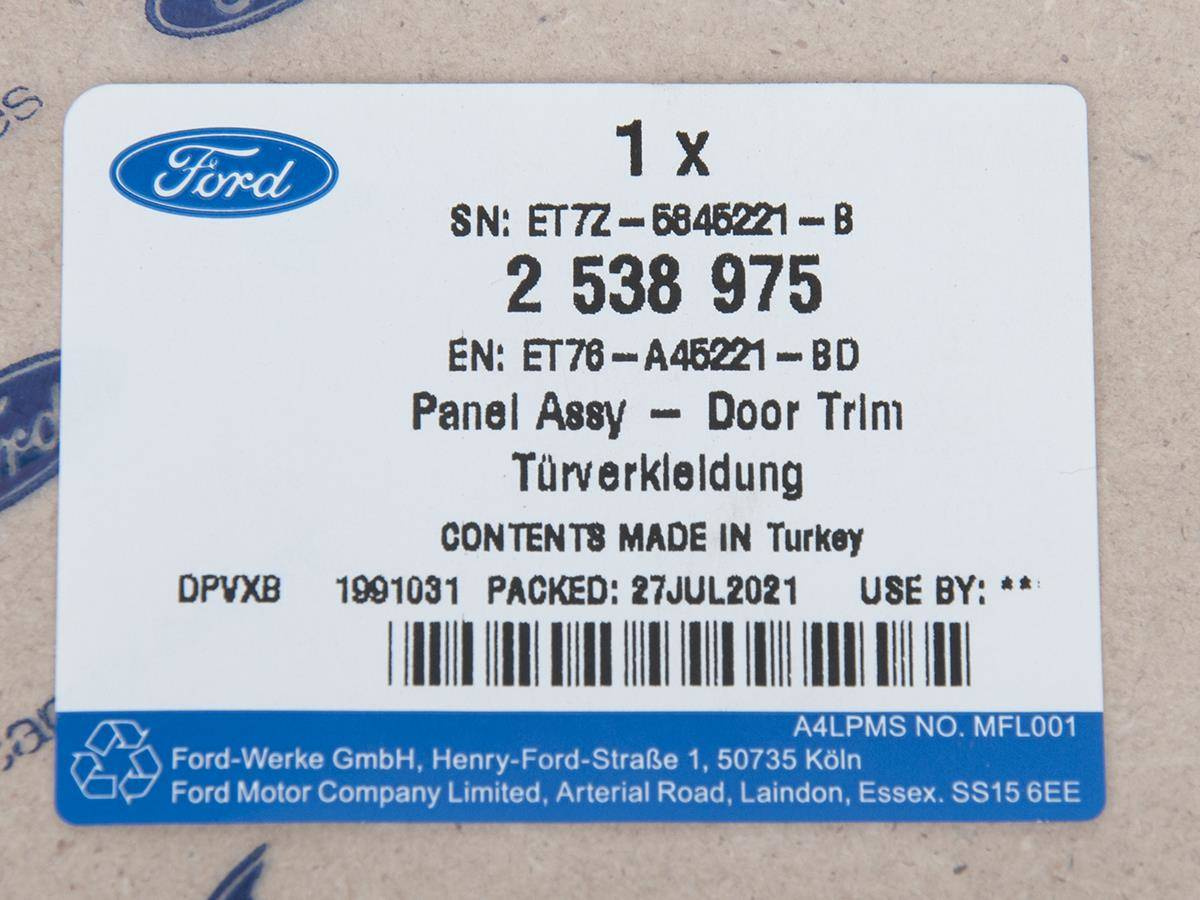 Ford
1 x
SN: ET7Z-5845221-B
2 538 975
EN: ET76-A45221-BD
Panel Assy - Door Trim
Türverkleidung
CONTENTS MADE IN Turkey
DPVXB 1991031 PACKED: 27JUL2021 USE BY: **
A4LPMS NO. MFL001
Ford-Werke GmbH, Henry-Ford-Straße 1, 50735 Köln
Ford Motor Company Limited, Arterial Road, Laindon, Essex. SS15 6EE
Ford